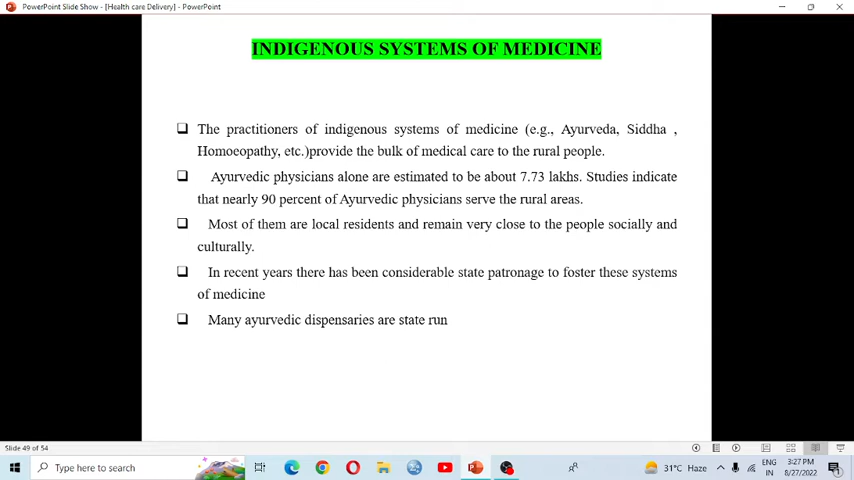 PowerPoint Slide Show - [Health care Delivery] - PowerPoint
INDIGENOUS SYSTEMS OF MEDICINE
The practitioners of indigenous systems of medicine (e.g., Ayurveda, Siddha ,
Homoeopathy, etc.)provide the bulk of medical care to the rural people.
Ayurvedic physicians alone are estimated to be about 7.73 lakhs. Studies indicate
that nearly 90 percent of Ayurvedic physicians serve the rural areas.
Most of them are local residents and remain very close to the people socially and
culturally.
In recent years there has been considerable state patronage to foster these systems
of medicine
Many ayurvedic dispensaries are state run
Slide 49 of 54
Type here to search
31°C Haze
ENG
IN
3:27 PM
8/27/2022